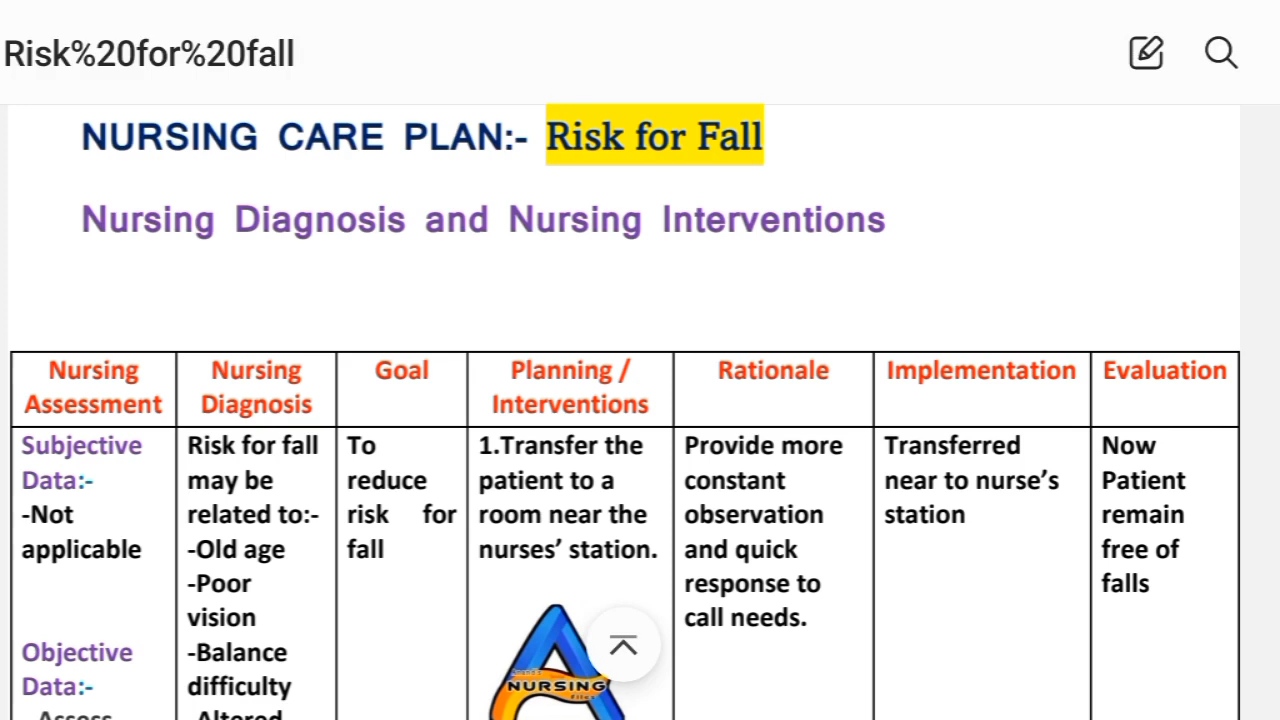 Risk%20for%20fall
NURSING CARE PLAN:- Risk for Fall
Nursing Diagnosis and Nursing Interventions
Nursing
Assessment
Nursing
Diagnosis
Goal
Planning /
Interventions
Rationale
Implementation
Evaluation
Subjective
Data:-
-Not
applicable
Objective
Data:-
-Assess
Risk for fall
may be
related to:-
-Old age
-Poor
vision
-Balance
difficulty
-Altered
To
reduce
risk for
fall
1.Transfer the
patient to a
room near the
nurses’ station.
NURSING
Files
Provide more
constant
observation
and quick
response to
call needs.
Transferred
near to nurse’s
station
Now
Patient
remain
free of
falls